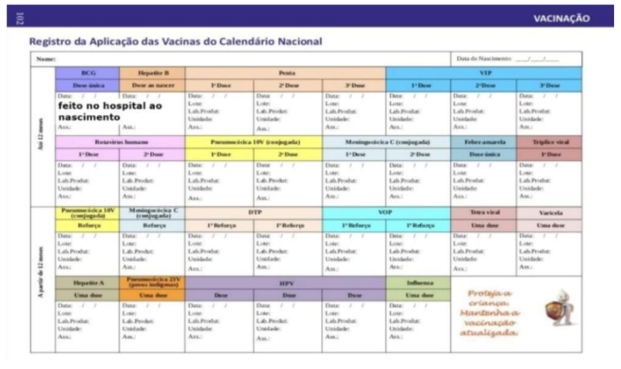 102
VACINAÇÃO
Registro da Aplicação das Vacinas do Calendário Nacional
Nome: Data de Nascimento: ___/___/___
Até 12 meses
BCG Hepatite B Penta VIP
Dose única Dose ao nascer 1ª Dose 2ª Dose 3ª Dose 1ª Dose 2ª Dose 3ª Dose
Data: / / Data: / / Data: / / Data: / / Data: / / Data: / / Data: / /
feito no hospital ao
nascimento
Lote: Lote: Lote: Lote: Lote: Lote:
Lab.Produt: Lab.Produt: Lab.Produt: Lab.Produt: Lab.Produt: Lab.Produt:
Unidade: Unidade: Unidade: Unidade: Unidade: Unidade:
Ass.: Ass.: Ass.: Ass.: Ass.: Ass.: Ass.: Ass.:
Rotavírus humano Pneumocócica 10V (conjugada) Meningocócica C (conjugada) Febre amarela Tríplice viral
1ª Dose 2ª Dose 1ª Dose 2ª Dose 1ª Dose 2ª Dose Dose única 1ª Dose
Data: / / Data: / / Data: / / Data: / / Data: / / Data: / / Data: / / Data: / /
Lote: Lote: Lote: Lote: Lote: Lote: Lote: Lote:
Lab.Produt: Lab.Produt: Lab.Produt: Lab.Produt: Lab.Produt: Lab.Produt: Lab.Produt: Lab.Produt:
Unidade: Unidade: Unidade: Unidade: Unidade: Unidade: Unidade: Unidade:
Ass.: Ass.: Ass.: Ass.: Ass.: Ass.: Ass.: Ass.:
A partir de 12 meses
Pneumocócica 10V (conjugada) Meningocócica C (conjugada) DTP VOP Tetra viral Varicela
Reforço Reforço 1º Reforço 2º Reforço 1º Reforço 2º Reforço Uma dose Uma dose
Data: / / Data: / / Data: / / Data: / / Data: / / Data: / / Data: / / Data: / /
Lote: Lote: Lote: Lote: Lote: Lote: Lote: Lote:
Lab.Produt: Lab.Produt: Lab.Produt: Lab.Produt: Lab.Produt: Lab.Produt: Lab.Produt: Lab.Produt:
Unidade: Unidade: Unidade: Unidade: Unidade: Unidade: Unidade: Unidade:
Ass.: Ass.: Ass.: Ass.: Ass.: Ass.: Ass.: Ass.:
Hepatite A Pneumocócica 23V (povos indígenas) HPV Influenza
Uma dose Uma dose Dose Dose Dose Uma dose
Data: / / Data: / / Data: / / Data: / / Data: / / Data: / /
Lote: Lote: Lote: Lote: Lote: Lote:
Lab.Produt: Lab.Produt: Lab.Produt: Lab.Produt: Lab.Produt: Lab.Produt:
Unidade: Unidade: Unidade: Unidade: Unidade: Unidade:
Ass.: Ass.: Ass.: Ass.: Ass.: Ass.:
Proteja a
criança.
Mantenha a
vacinação
atualizada.